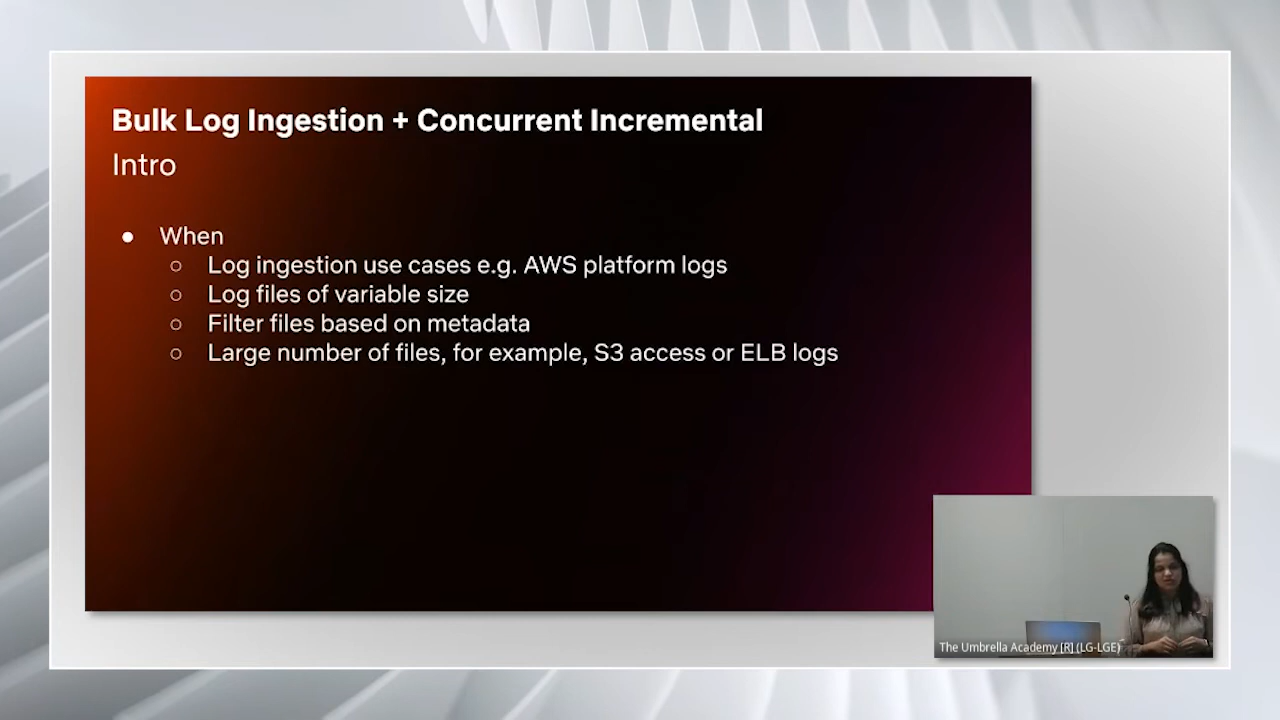 Bulk Log Ingestion + Concurrent Incremental
Intro
● When
○ Log ingestion use cases e.g. AWS platform logs
○ Log files of variable size
○ Filter files based on metadata
○ Large number of files, for example, S3 access or ELB logs
The Umbrella Academy [R] (LG-LGE)